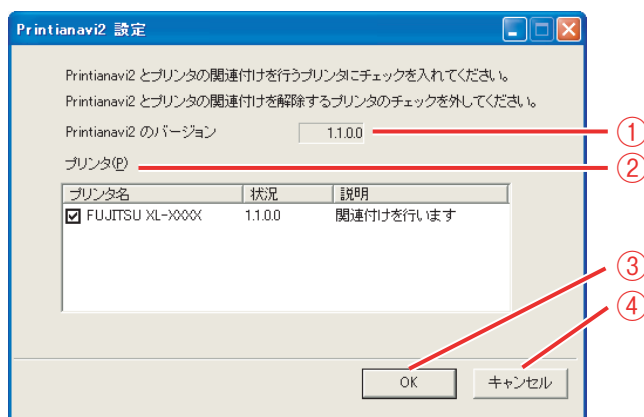 Printianavi2 設定
Printianavi2 とプリンタの関連付けを行うプリンタにチェックを入れてください。
Printianavi2 とプリンタの関連付けを解除するプリンタのチェックを外してください。
Printianavi2 のバージョン 1.1.0.0 ①
プリンタ(P) ②
プリンタ名 状況 説明
FUJITSU XL-XXXX 1.1.0.0 関連付けを行います
③
④
OK キャンセル